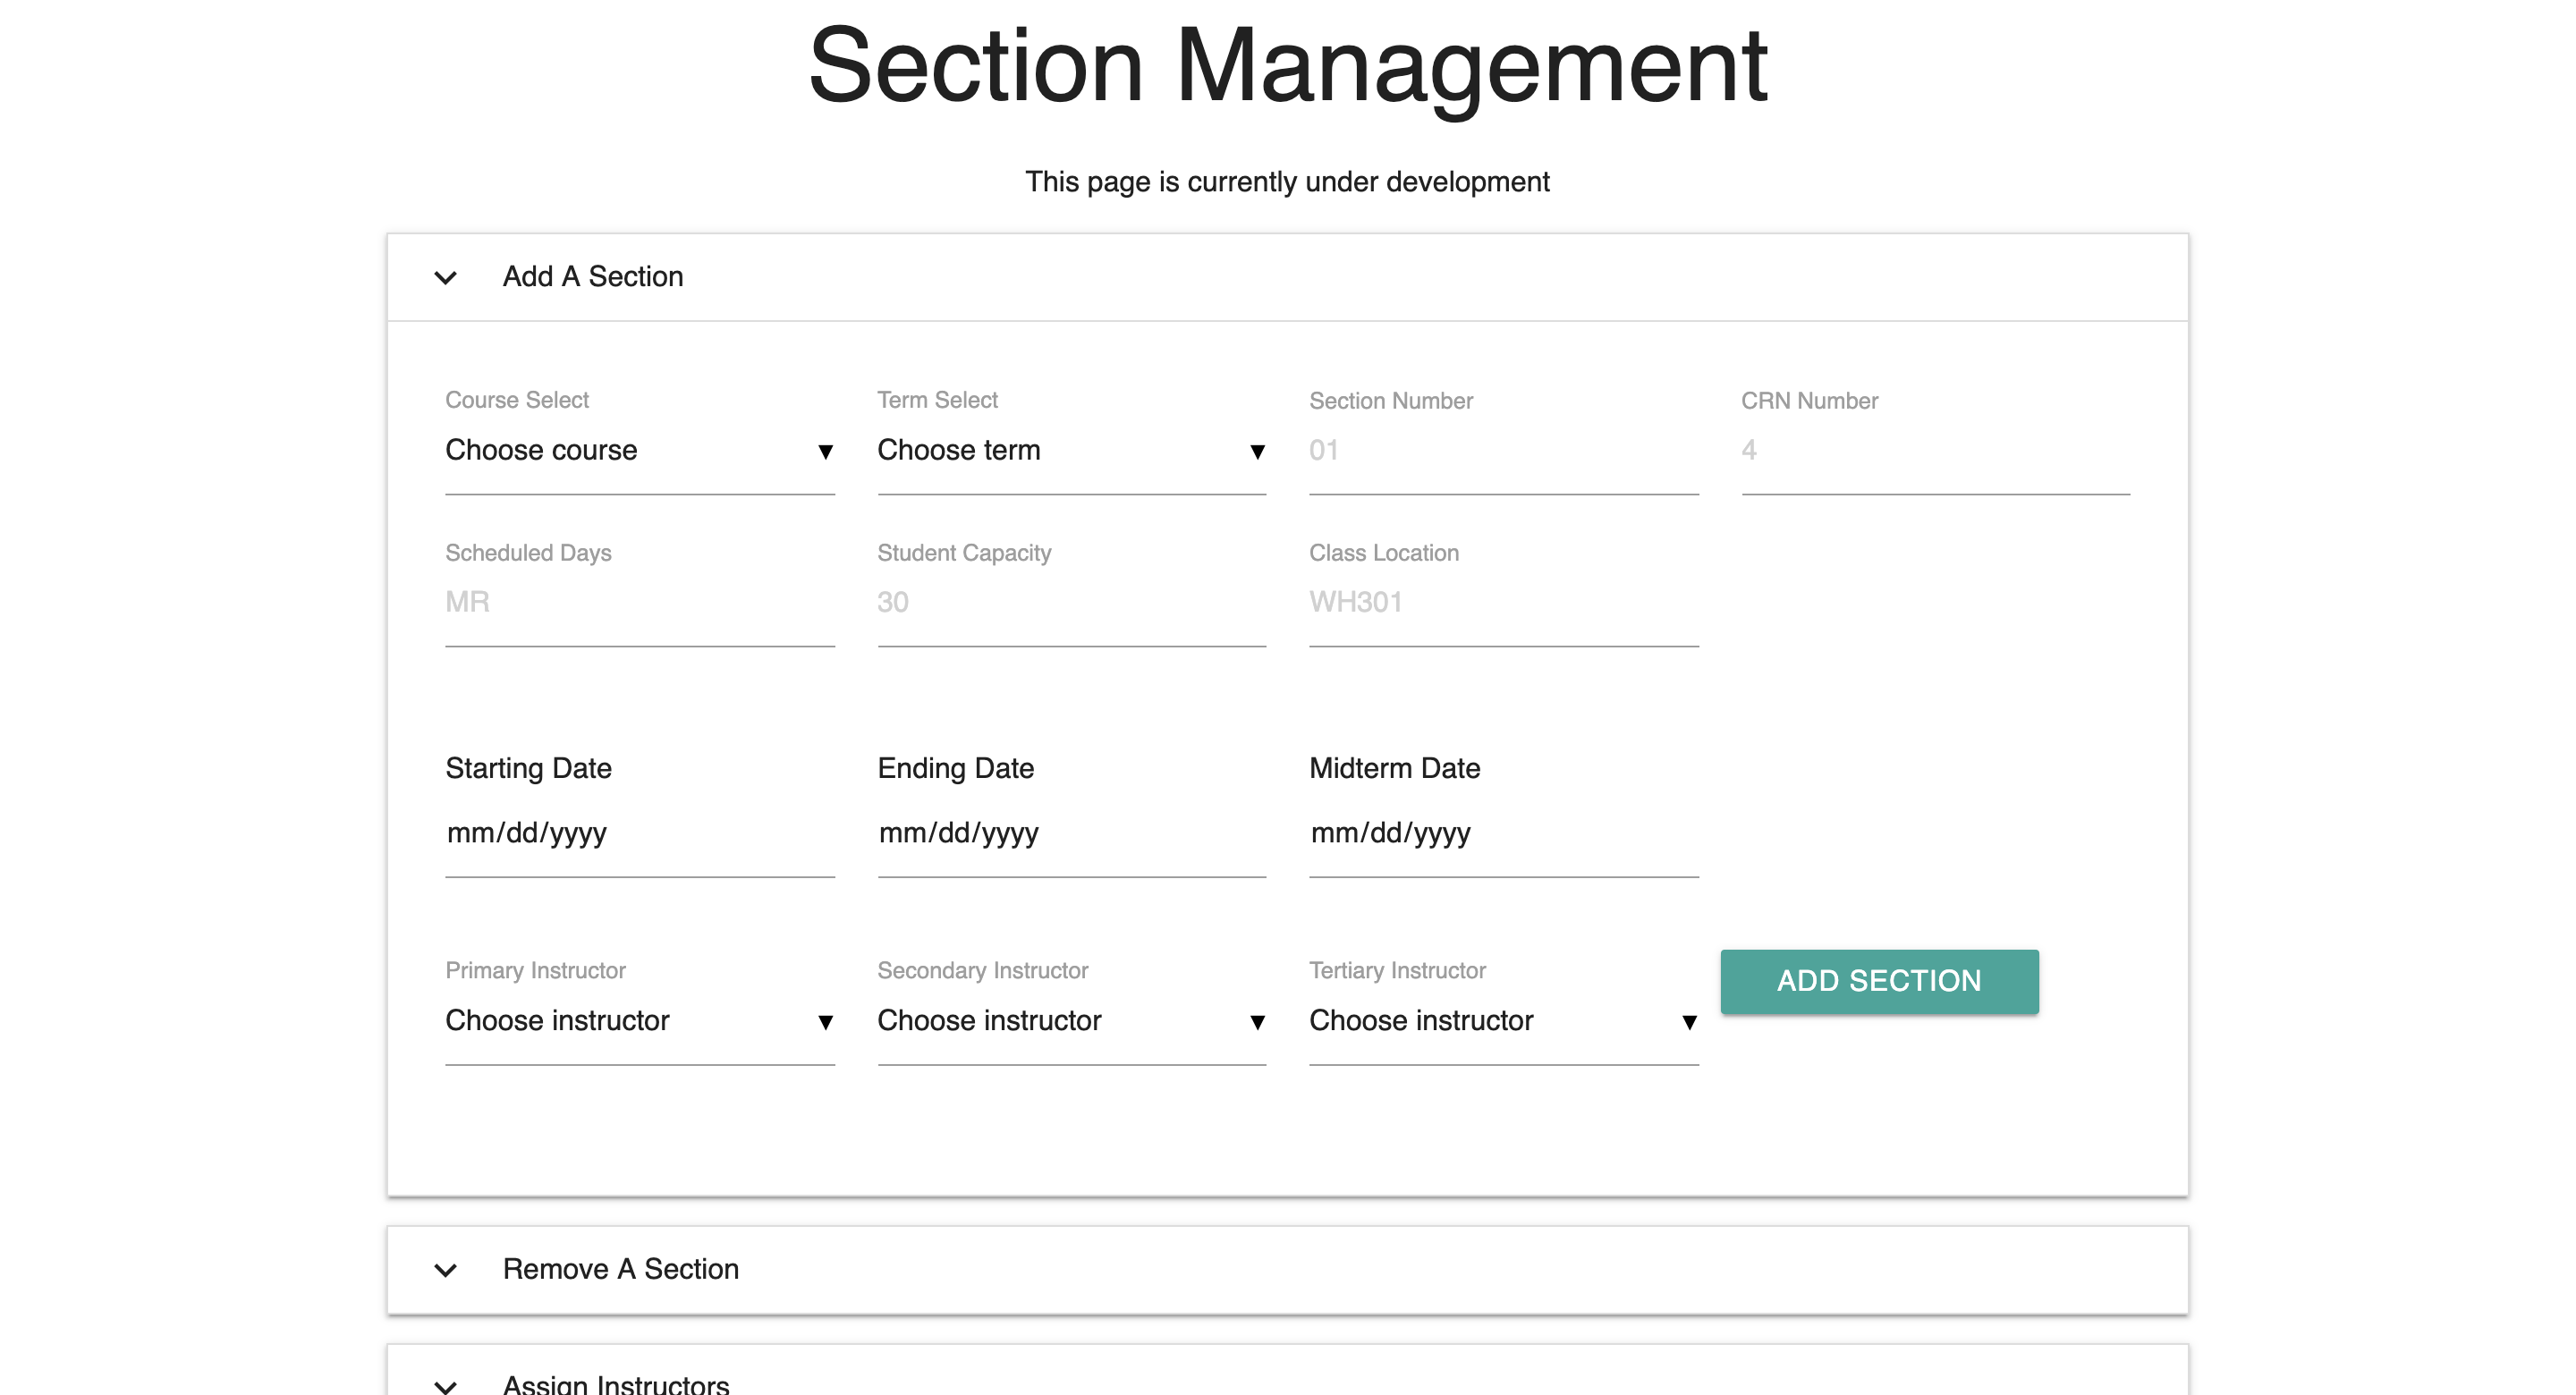 Section Management
This page is currently under development
Add A Section
Course Select Term Select Section Number CRN Number
Choose course ▼ Choose term ▼ 01 4
Scheduled Days Student Capacity Class Location
MR 30 WH301
Starting Date Ending Date Midterm Date
mm/dd/yyyy mm/dd/yyyy mm/dd/yyyy
Primary Instructor Secondary Instructor Tertiary Instructor ADD SECTION
Choose instructor ▼ Choose instructor ▼ Choose instructor ▼
Remove A Section
Assign Instructors